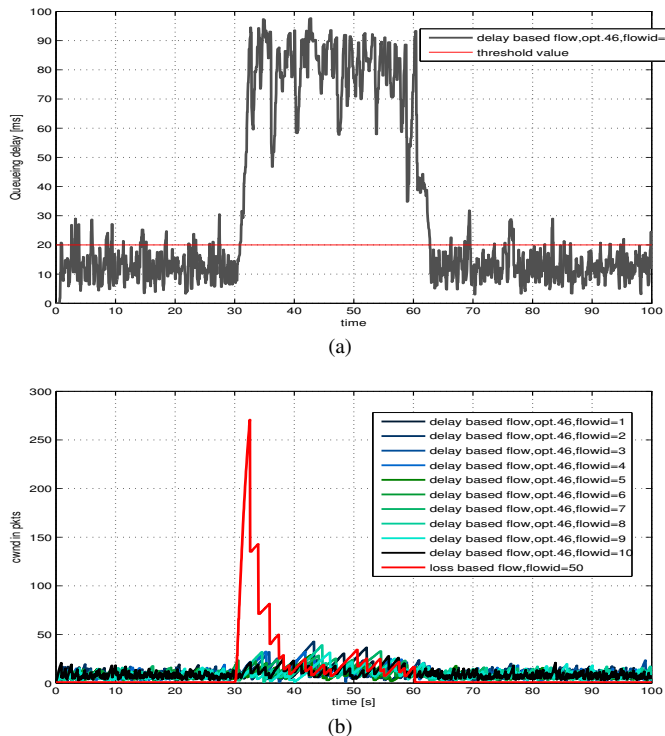 100
90
80
70
60
50
40
30
20
10
0
Queueing delay [ms]
delay based flow,opt.46,flowid=
threshold value
0 10 20 30 40 50 60 70 80 90 100
time
(a)
300
250
200
150
100
50
0
cwnd in pkts
delay based flow,opt.46,flowid=1
delay based flow,opt.46,flowid=2
delay based flow,opt.46,flowid=3
delay based flow,opt.46,flowid=4
delay based flow,opt.46,flowid=5
delay based flow,opt.46,flowid=6
delay based flow,opt.46,flowid=7
delay based flow,opt.46,flowid=8
delay based flow,opt.46,flowid=9
delay based flow,opt.46,flowid=10
loss based flow,flowid=50
0 10 20 30 40 50 60 70 80 90 100
time [s]
(b)